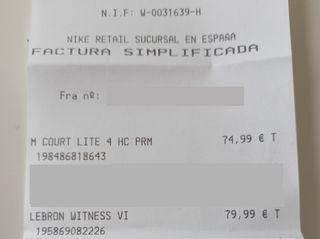 N.I.F: W-0031639-H
NIKE RETAIL SUCURSAL EN ESPAÑA
FACTURA SIMPLIFICADA
Fra nº:
M COURT LITE 4 HC PRM 74,99 € T
198486818643
LEBRON WITNESS VI 79,99 € T
195869082226